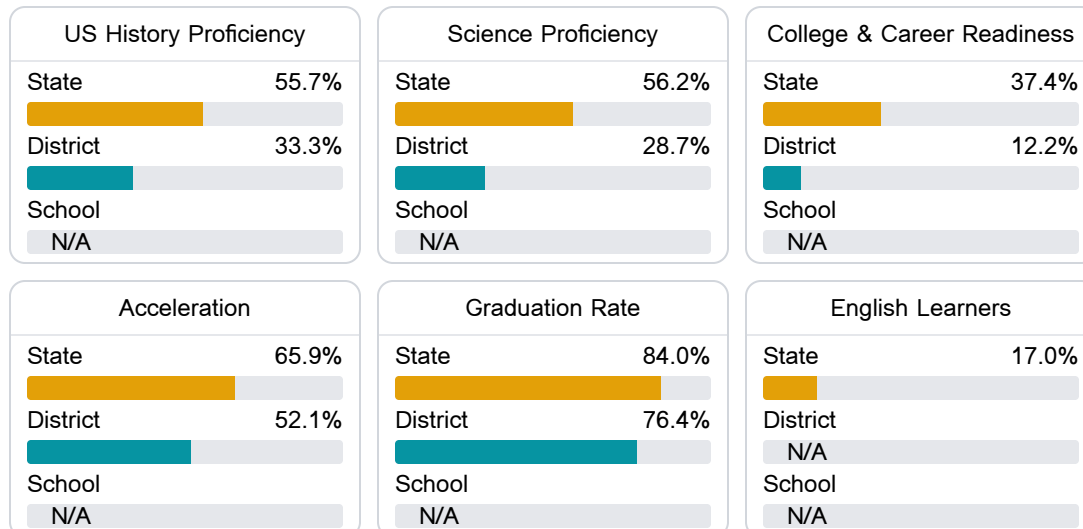 US History Proficiency
State 55.7%
District 33.3%
School
N/A
Science Proficiency
State 56.2%
District 28.7%
School
N/A
College & Career Readiness
State 37.4%
District 12.2%
School
N/A
Acceleration
State 65.9%
District 52.1%
School
N/A
Graduation Rate
State 84.0%
District 76.4%
School
N/A
English Learners
State 17.0%
District
N/A
School
N/A